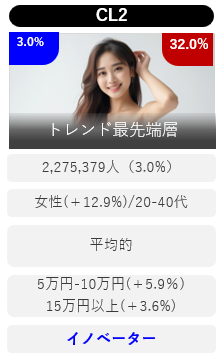 CL2
3.0%
32.0%
トレンド最先端層
2,275,379人（3.0%）
女性(＋12.9%)/20-40代
平均的
5万円-10万円(＋5.9%）
15万円以上(＋3.6%)
イノベーター